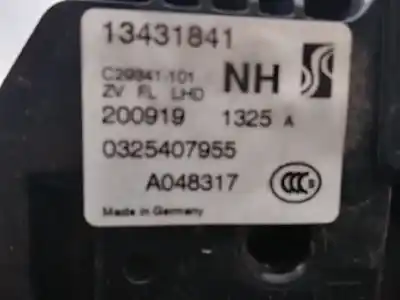 13431841
C29841-101 NH
ZV FL LHD
200919 1325 A
0325407955
A048317
Made in Germany